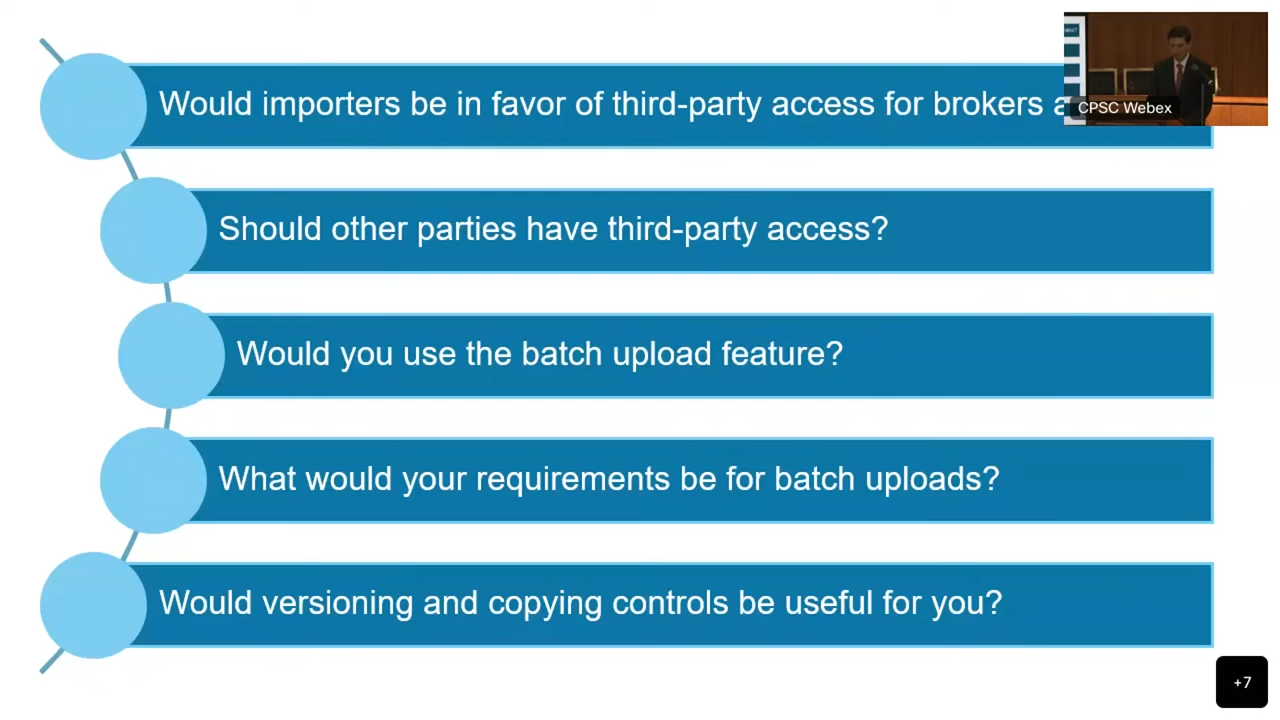 Would importers be in favor of third-party access for brokers a
CPSC Webex
Should other parties have third-party access?
Would you use the batch upload feature?
What would your requirements be for batch uploads?
Would versioning and copying controls be useful for you?
+7